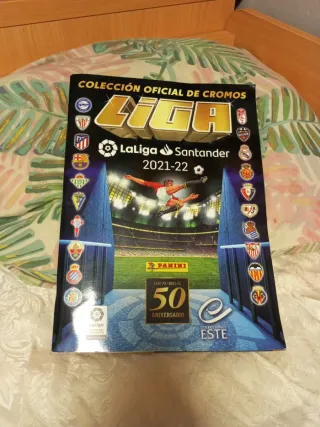 COLECCIÓN OFICIAL DE CROMOS
LIGA
LaLiga Santander
2021-22
PANINI
50
ANIVERSARIO
ESTE